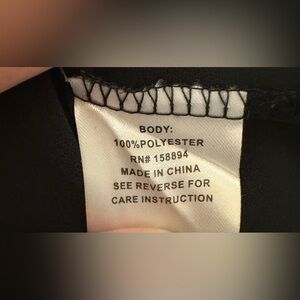 BODY:
100%POLYESTER
RN# 158894
MADE IN CHINA
SEE REVERSE FOR
CARE INSTRUCTION